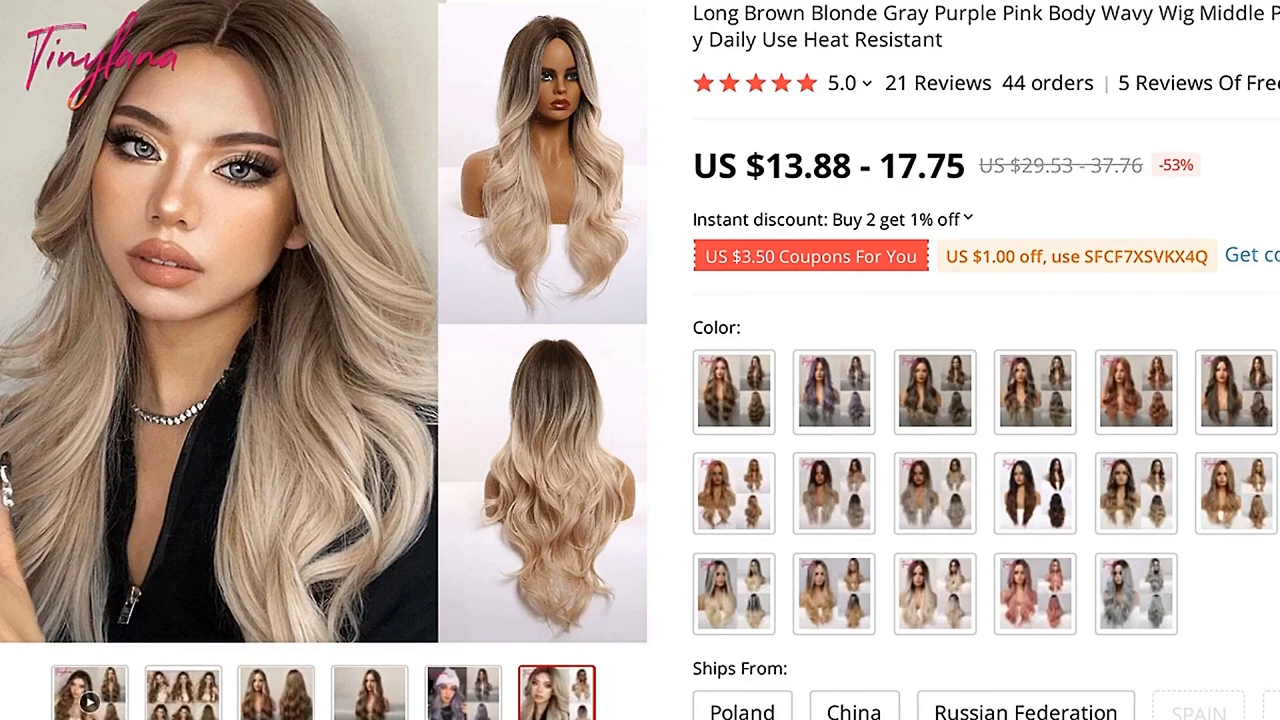 Tinylana
Long Brown Blonde Gray Purple Pink Body Wavy Wig Middle P
y Daily Use Heat Resistant
5.0 21 Reviews 44 orders | 5 Reviews Of Free
US $13.88 - 17.75 US $29.53 - 37.76 -53%
Instant discount: Buy 2 get 1% off
US $3.50 Coupons For You US $1.00 off, use SFCF7XSVKX4Q Get co
Color:
Ships From:
Poland China Russian Federation SPAIN